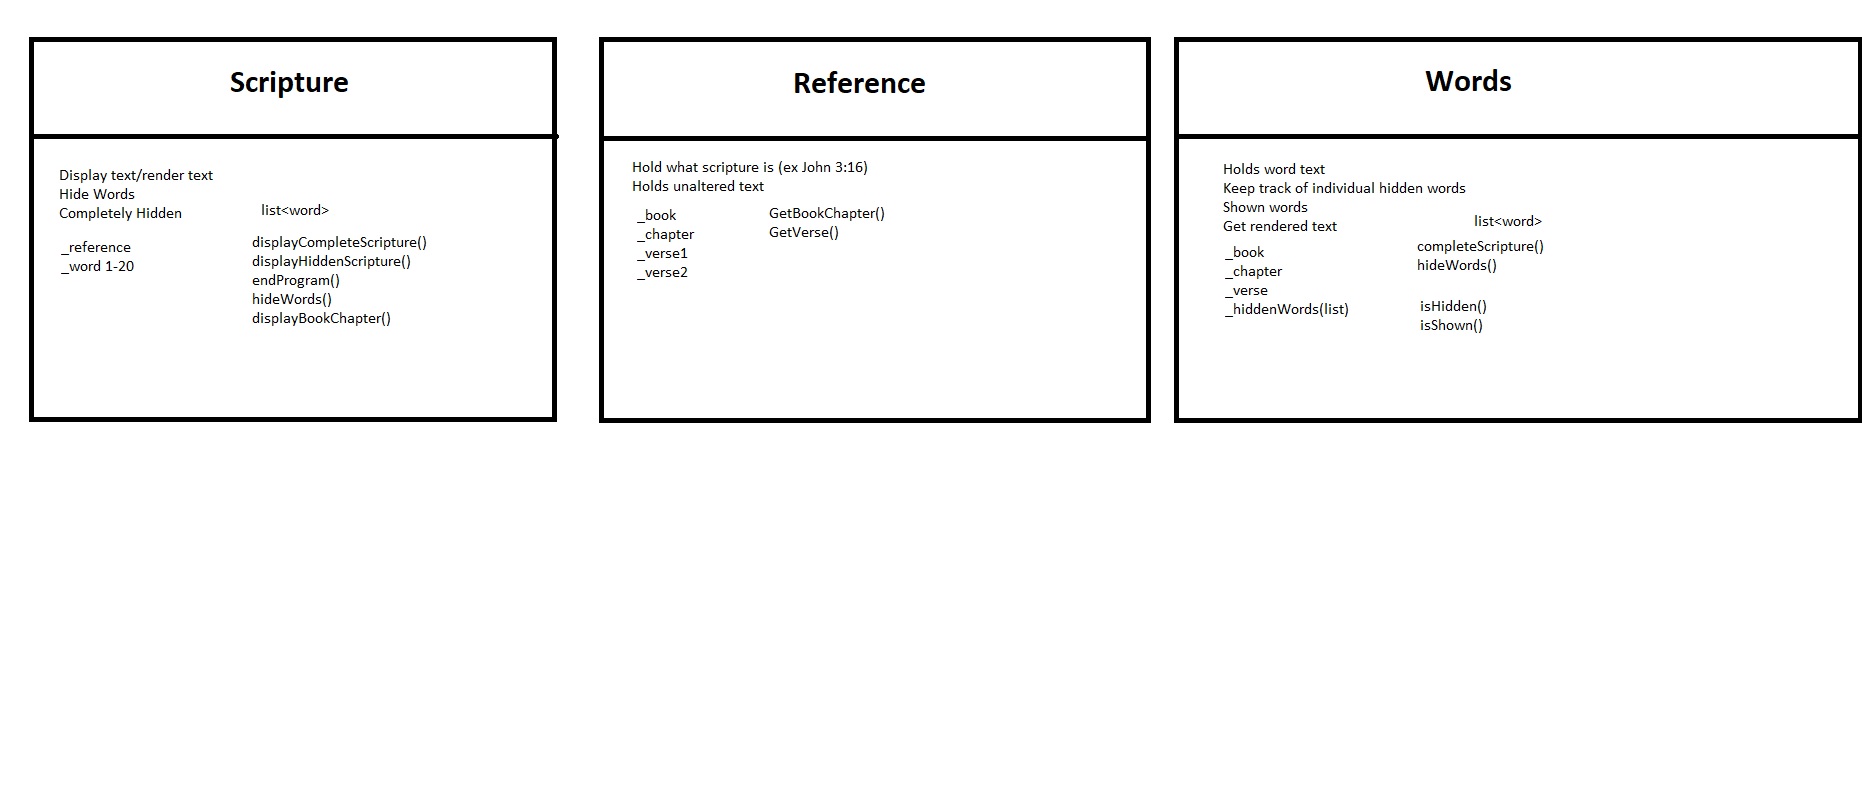 Scripture
Display text/render text
Hide Words
Completely Hidden
list<word>
_reference
_word 1-20
displayCompleteScripture()
displayHiddenScripture()
endProgram()
hideWords()
displayBookChapter()
Reference
Hold what scripture is (ex John 3:16)
Holds unaltered text
_book
_chapter
_verse1
_verse2
GetBookChapter()
GetVerse()
Words
Holds word text
Keep track of individual hidden words
Shown words
Get rendered text
list<word>
_book
_chapter
_verse
_hiddenWords(list)
completeScripture()
hideWords()
isHidden()
isShown()